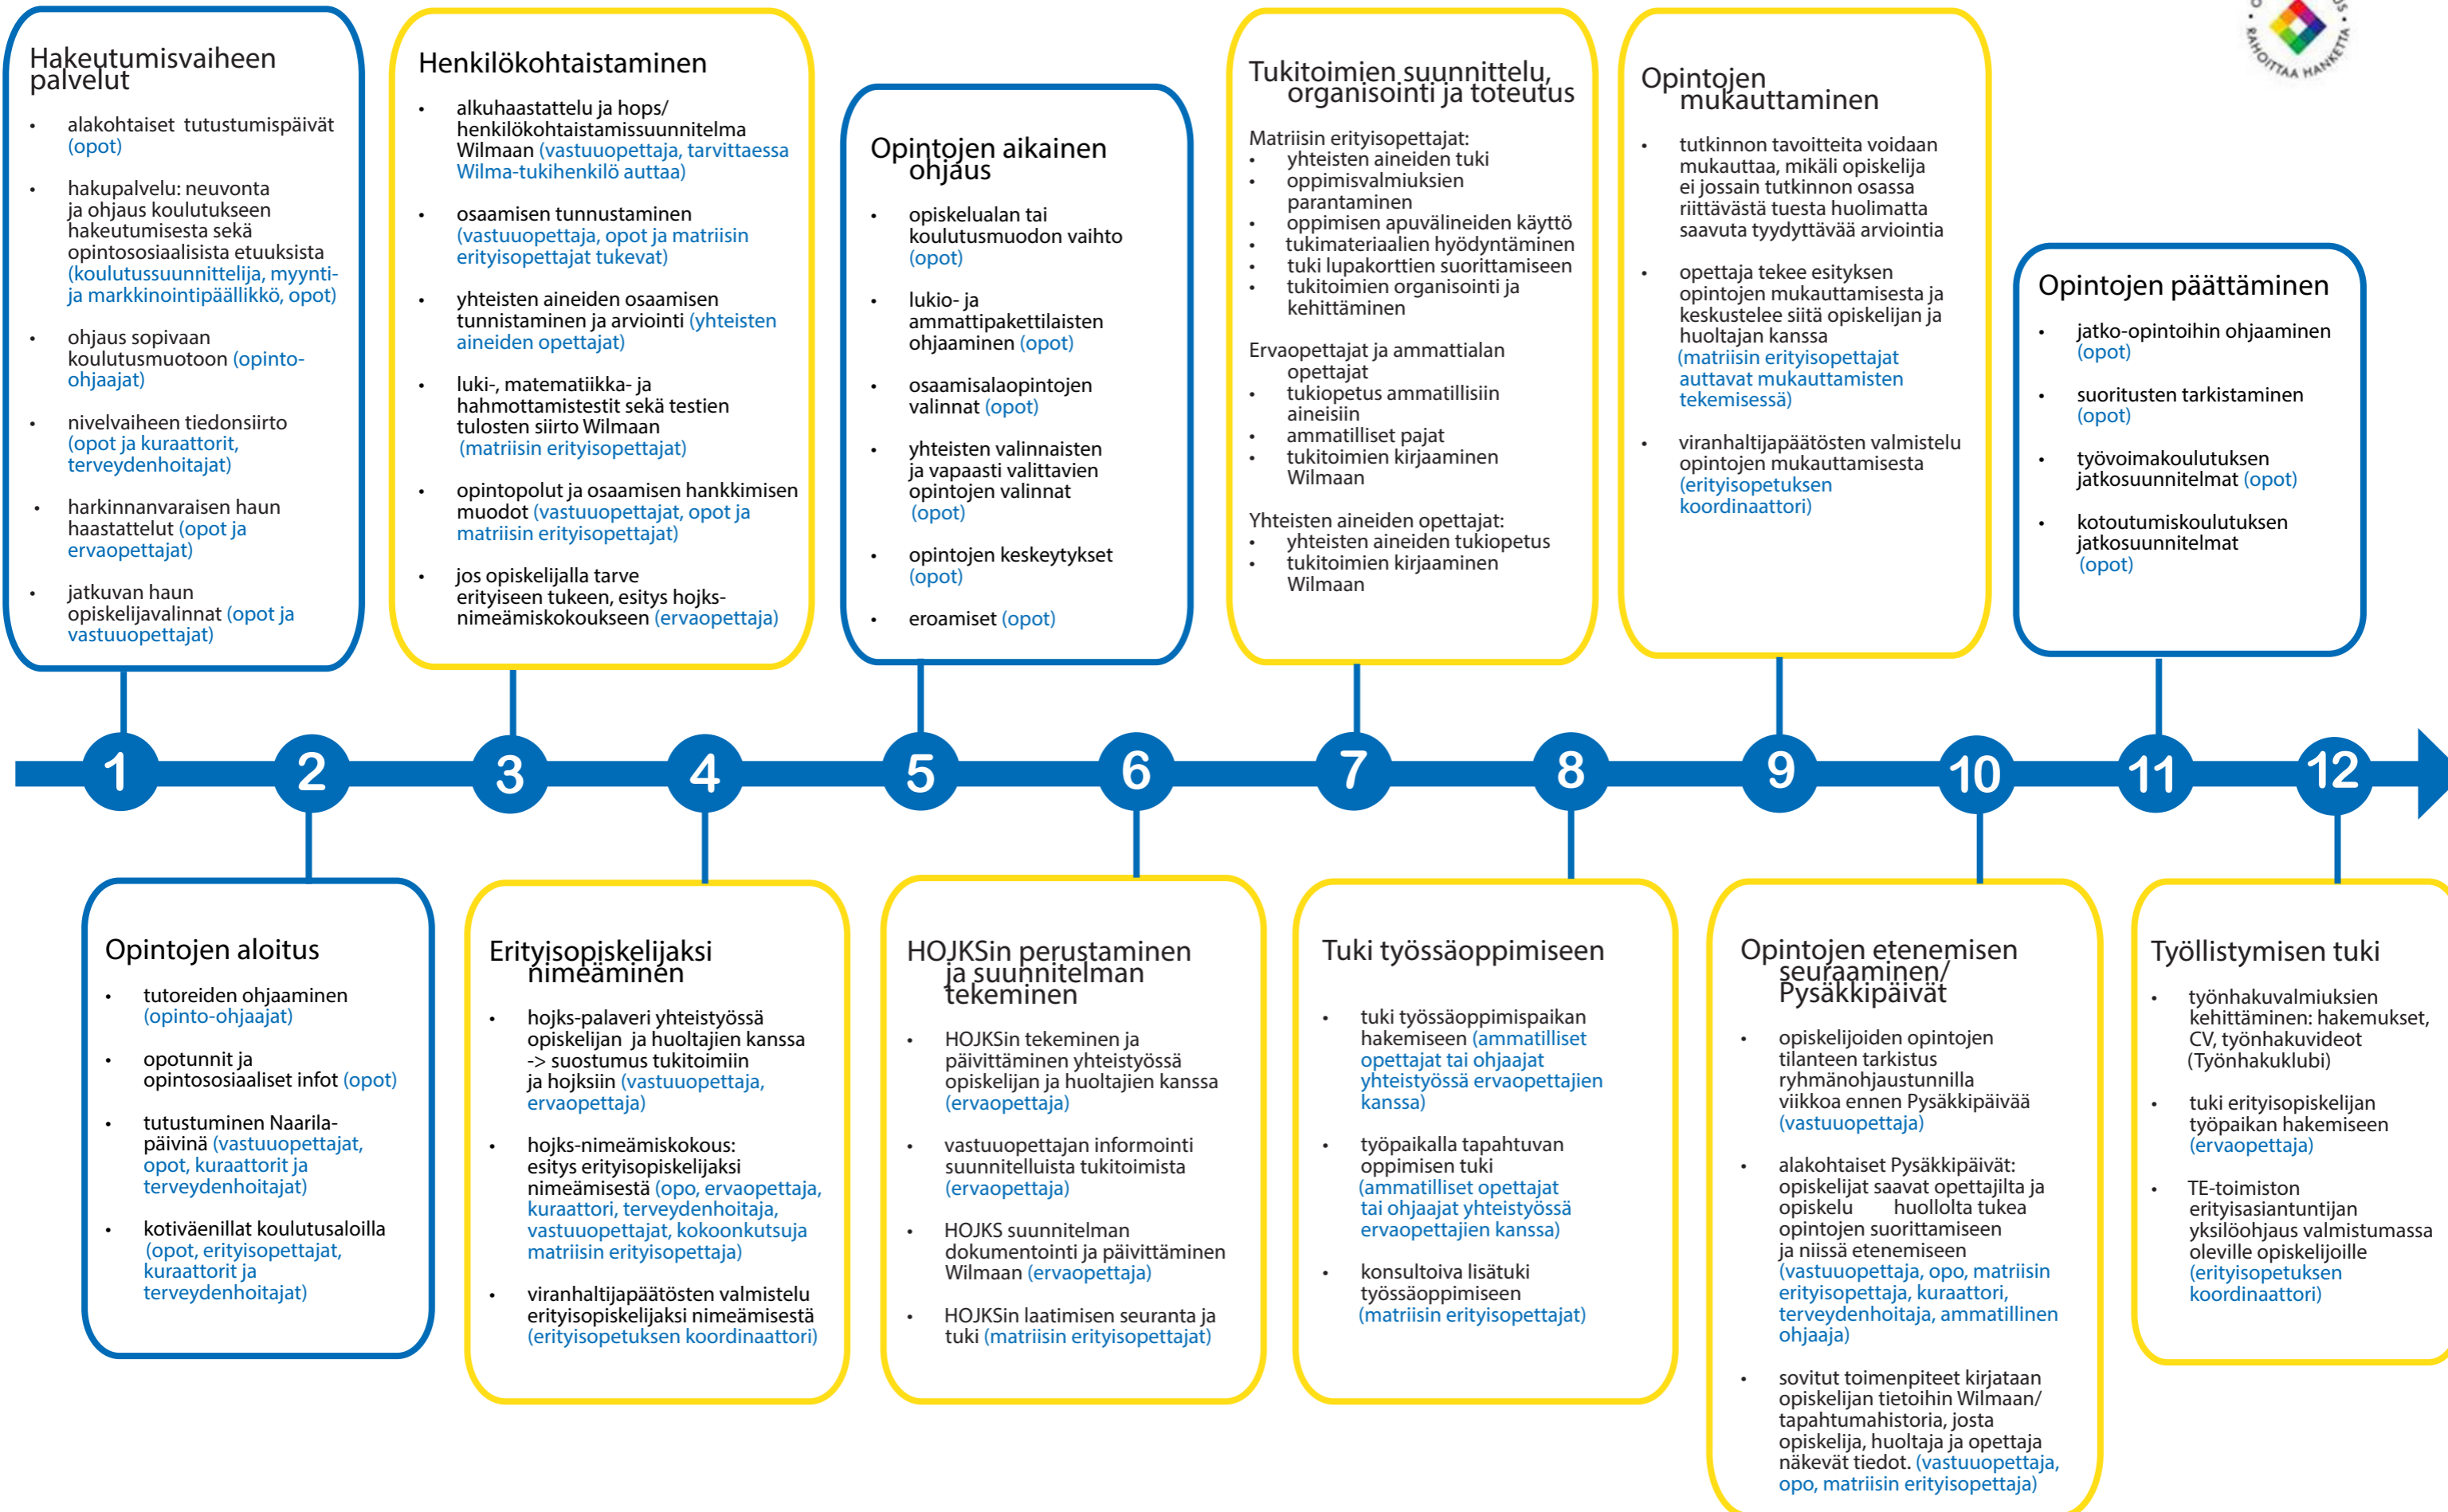 Hakeutumisvaiheen
palvelut
• alakohtaiset tutustumispäivät
(opot)
• hakupalvelu: neuvonta
ja ohjaus koulutukseen
hakeutumisesta sekä
opintososiaalisista etuuksista
(koulutussuunnittelija, myynti-
ja markkinointipäällikkö, opot)
• ohjaus sopivaan
koulutusmuotoon (opinto-
ohjaajat)
• nivelvaiheen tiedonsiirto
(opot ja kuraattorit,
terveydenhoitajat)
• harkinnanvaraisen haun
haastattelut (opot ja
ervaopettajat)
• jatkuvan haun
opiskelijavalinnat (opot ja
vastuuopettajat)
Henkilökohtaistaminen
• alkuhaastattelu ja hops/
henkilökohtaistamissuunnitelma
Wilmaan (vastuuopettaja, tarvittaessa
Wilma-tukihenkilö auttaa)
• osaamisen tunnustaminen
(vastuuopettaja, opot ja matriisin
erityisopettajat tukevat)
• yhteisten aineiden osaamisen
tunnistaminen ja arviointi (yhteisten
aineiden opettajat)
• luki-, matematiikka- ja
hahmottamistestit sekä testien
tulosten siirto Wilmaan
(matriisin erityisopettajat)
• opintopolut ja osaamisen hankkimisen
muodot (vastuuopettajat, opot ja
matriisin erityisopettajat)
• jos opiskelijalla tarve
erityiseen tukeen, esitys hojks-
nimeämiskokoukseen (ervaopettaja)
Opintojen aikainen
ohjaus
• opiskelualan tai
koulutusmuodon vaihto
(opot)
• lukio- ja
ammattipakettilaisten
ohjaaminen (opot)
• osaamisalaopintojen
valinnat (opot)
• yhteisten valinnaisten
ja vapaasti valittavien
opintojen valinnat
(opot)
• opintojen keskeytykset
(opot)
• eroamiset (opot)
Tukitoimien suunnittelu,
organisointi ja toteutus
Matriisin erityisopettajat:
• yhteisten aineiden tuki
• oppimisvalmiuksien
parantaminen
• oppimisen apuvälineiden käyttö
• tukimateriaalien hyödyntäminen
• tuki lupakorttien suorittamiseen
• tukitoimien organisointi ja
kehittäminen
Ervaopettajat ja ammattialan
opettajat
• tukiopetus ammatillisiin
aineisiin
• ammatilliset pajat
• tukitoimien kirjaaminen
Wilmaan
Yhteisten aineiden opettajat:
• yhteisten aineiden tukiopetus
• tukitoimien kirjaaminen
Wilmaan
Opintojen
mukauttaminen
• tutkinnon tavoitteita voidaan
mukauttaa, mikäli opiskelija
ei jossain tutkinnon osassa
riittävästä tuesta huolimatta
saavuta tyydyttävää arviointia
• opettaja tekee esityksen
opintojen mukauttamisesta ja
keskustelee siitä opiskelijan ja
huoltajan kanssa
(matriisin erityisopettajat
auttavat mukauttamisten
tekemisessä)
• viranhaltijapäätösten valmistelu
opintojen mukauttamisesta
(erityisopetuksen
koordinaattori)
RAHOITTAA HANKETTA
Opintojen päättäminen
• jatko-opintoihin ohjaaminen
(opot)
• suoritusten tarkistaminen
(opot)
• työvoimakoulutuksen
jatkosuunnitelmat (opot)
• kotoutumiskoulutuksen
jatkosuunnitelmat
(opot)
1 2 3 4 5 6 7 8 9 10 11 12
Opintojen aloitus
• tutoreiden ohjaaminen
(opinto-ohjaajat)
• opotunnit ja
opintososiaaliset infot (opot)
• tutustuminen Naarila-
päivinä (vastuuopettajat,
opot, kuraattorit ja
terveydenhoitajat)
• kotiväenillat koulutusaloilla
(opot, erityisopettajat,
kuraattorit ja
terveydenhoitajat)
Erityisopiskelijaksi
nimeäminen
• hojks-palaveri yhteistyössä
opiskelijan ja huoltajien kanssa
-> suostumus tukitoimiin
ja hojksiin (vastuuopettaja,
ervaopettaja)
• hojks-nimeämiskokous:
esitys erityisopiskelijaksi
nimeämisestä (opo, ervaopettaja,
kuraattori, terveydenhoitaja,
vastuuopettajat, kokoonkutsuja
matriisin erityisopettaja)
• viranhaltijapäätösten valmistelu
erityisopiskelijaksi nimeämisestä
(erityisopetuksen koordinaattori)
HOJKSin perustaminen
ja suunnitelman
tekeminen
• HOJKSin tekeminen ja
päivittäminen yhteistyössä
opiskelijan ja huoltajien kanssa
(ervaopettaja)
• vastuuopettajan informointi
suunnitelluista tukitoimista
(ervaopettaja)
• HOJKS suunnitelman
dokumentointi ja päivittäminen
Wilmaan (ervaopettaja)
• HOJKSin laatimisen seuranta ja
tuki (matriisin erityisopettajat)
Tuki työssäoppimiseen
• tuki työssäoppimispaikan
hakemiseen (ammatilliset
opettajat tai ohjaajat
yhteistyössä ervaopettajien
kanssa)
• työpaikalla tapahtuvan
oppimisen tuki
(ammatilliset opettajat
tai ohjaajat yhteistyössä
ervaopettajien kanssa)
• konsultoiva lisätuki
työssäoppimiseen
(matriisin erityisopettajat)
Opintojen etenemisen
seuraaminen/
Pysäkkipäivät
• opiskelijoiden opintojen
tilanteen tarkistus
ryhmänohjaustunnilla
viikkoa ennen Pysäkkipäivää
(vastuuopettaja)
• alakohtaiset Pysäkkipäivät:
opiskelijat saavat opettajilta ja
opiskelu huollolta tukea
opintojen suorittamiseen
ja niissä etenemiseen
(vastuuopettaja, opo, matriisin
erityisopettaja, kuraattori,
terveydenhoitaja, ammatillinen
ohjaaja)
• sovitut toimenpiteet kirjataan
opiskelijan tietoihin Wilmaan/
tapahtumahistoria, josta
opiskelija, huoltaja ja opettaja
näkevät tiedot. (vastuuopettaja,
opo, matriisin erityisopettaja)
Työllistymisen tuki
• työnhakuvalmiuksien
kehittäminen: hakemukset,
CV, työnhakuvideot
(Työnhakuklubi)
• tuki erityisopiskelijan
työpaikan hakemiseen
(ervaopettaja)
• TE-toimiston
erityisasiantuntijan
yksilöohjaus valmistumassa
oleville opiskelijoille
(erityisopetuksen
koordinaattori)